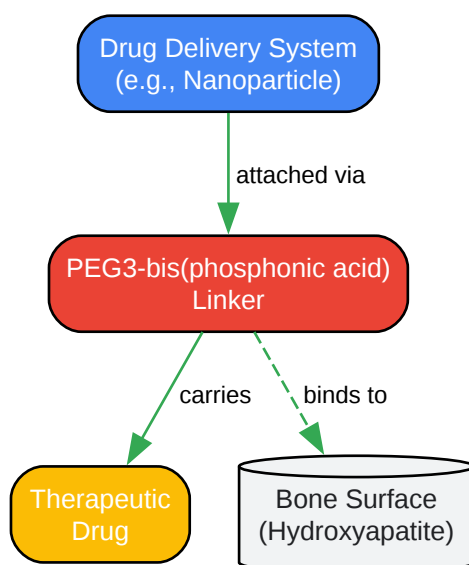 Drug Delivery System
(e.g., Nanoparticle)
attached via
PEG3-bis(phosphonic acid)
Linker
carries
binds to
Therapeutic
Drug
Bone Surface
(Hydroxyapatite)